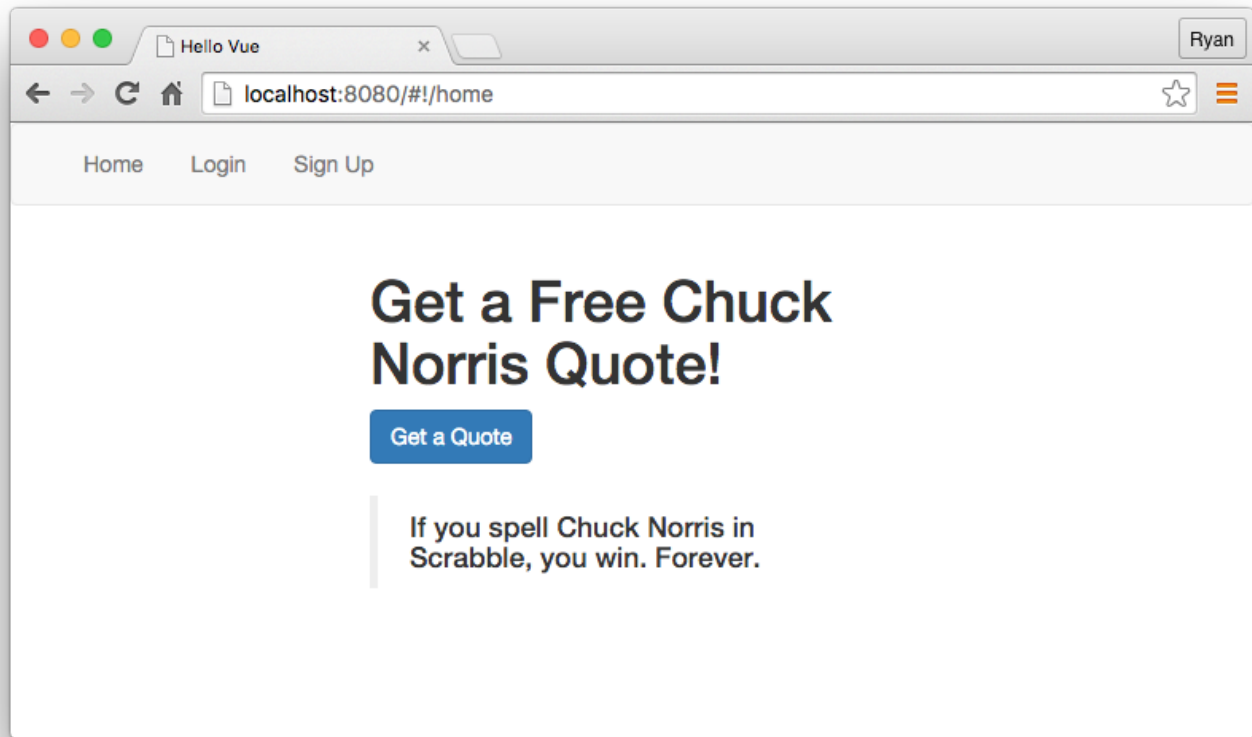 Hello Vue
Ryan
localhost:8080/#!/home
Home Login Sign Up
Get a Free Chuck
Norris Quote!
Get a Quote
If you spell Chuck Norris in
Scrabble, you win. Forever.